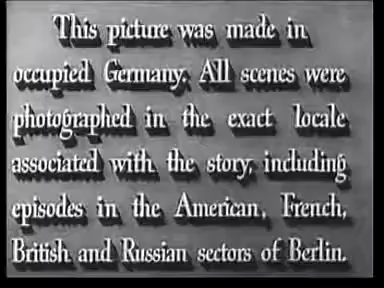 This picture was made in
occupied Germany. All scenes were
photographed in the exact locale
associated with the story, including
episodes in the American, French,
British and Russian sectors of Berlin.